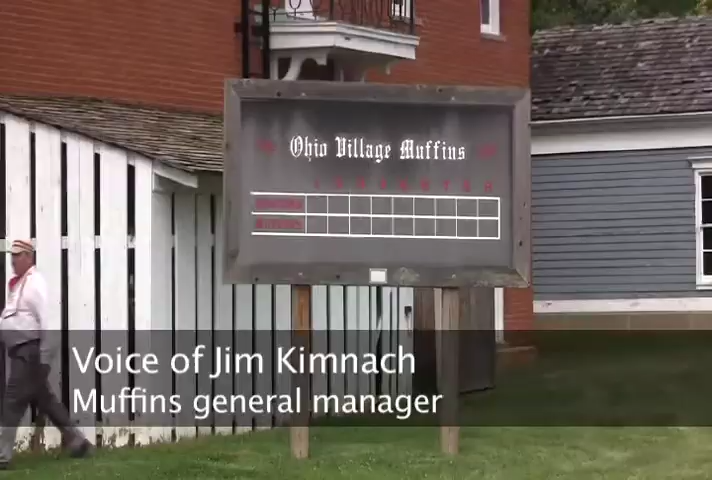 Ohio Village Muffins
Voice of Jim Kimnach
Muffins general manager